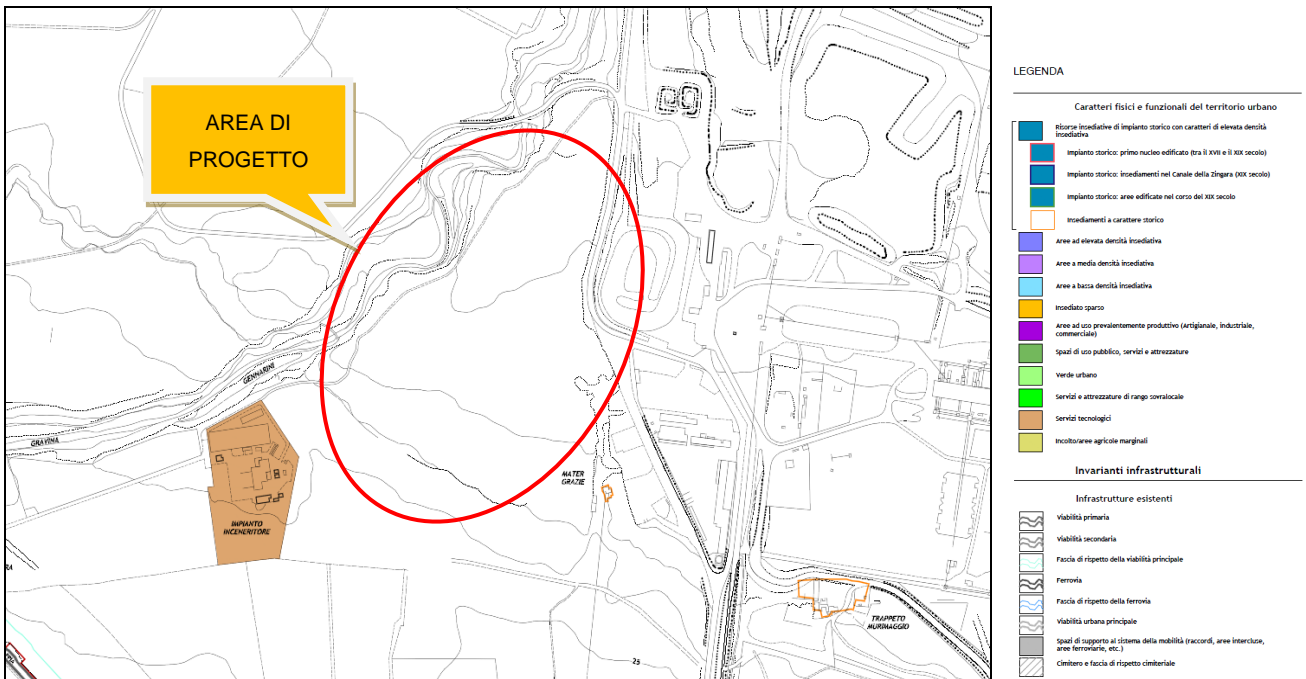 AREA DI
PROGETTO
GENNARINI
GRAVINA
IMPIANTO
INCENERITORE
MATER
GRAZIE
TRAPPETO
MURIMAGGIO
23
RA
LEGENDA
Caratteri fisici e funzionali del territorio urbano
Risorse insediative di impianto storico con caratteri di elevata densità
insediativa
Impianto storico: primo nucleo edificato (tra il XVII e il XIX secolo)
Impianto storico: insediamenti nel Canale della Zingara (XIX secolo)
Impianto storico: aree edificate nel corso del XIX secolo
Insediamenti a carattere storico
Aree ad elevata densità insediativa
Aree a media densità insediativa
Aree a bassa densità insediativa
Insediato sparso
Aree ad uso prevalentemente produttivo (Artigianale, industriale,
commerciale)
Spazi di uso pubblico, servizi e attrezzature
Verde urbano
Servizi e attrezzature di rango sovralocale
Servizi tecnologici
Incolto/aree agricole marginali
Invarianti infrastrutturali
Infrastrutture esistenti
Viabilità primaria
Viabilità secondaria
Fascia di rispetto della viabilità principale
Ferrovia
Fascia di rispetto della ferrovia
Viabilità urbana principale
Spazi di supporto al sistema della mobilità (raccordi, aree intercluse,
aree ferroviarie, etc.)
Cimitero e fascia di rispetto cimiteriale